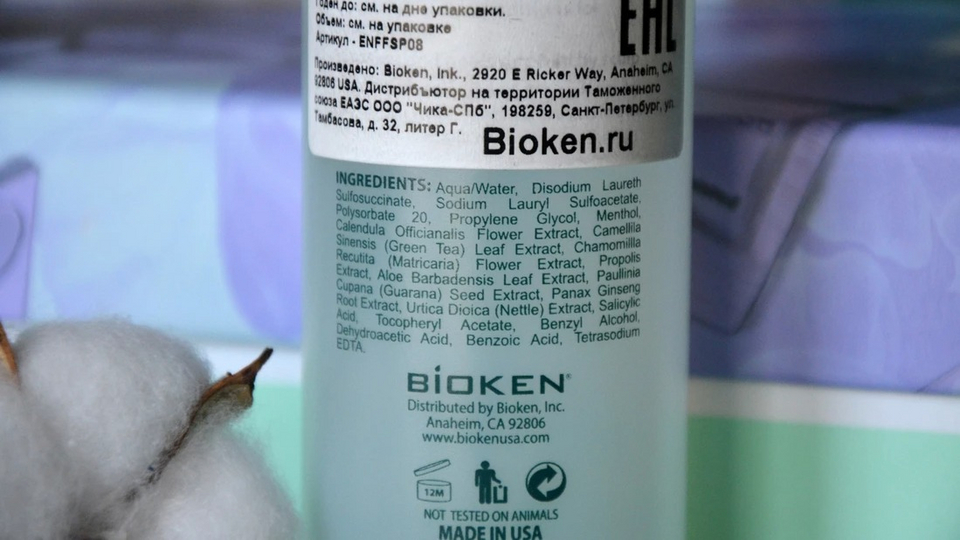 Годен до: см. на дне упаковки.
Объем: см. на упаковке
Артикул - ENFFSP08
EAC
Произведено: Bioken, Ink., 2920 E Ricker Way, Anaheim, CA
92806 USA. Дистрибъютор на территории Таможенного
союза ЕАЭС ООО "Чика-СПб", 198259, Санкт-Петербург, ул.
Тамбасова, д. 32, литер Г.
Bioken.ru
INGREDIENTS: Aqua/Water, Disodium Laureth
Sulfosuccinate, Sodium Lauryl Sulfoacetate,
Polysorbate 20, Propylene Glycol, Menthol,
Calendula Officianalis Flower Extract, Camellila
Sinensis (Green Tea) Leaf Extract, Chamomillla
Recutita (Matricaria) Flower Extract, Propolis
Extract, Aloe Barbadensis Leaf Extract, Paullinia
Cupana (Guarana) Seed Extract, Panax Ginseng
Root Extract, Urtica Dioica (Nettle) Extract, Salicylic
Acid, Tocopheryl Acetate, Benzyl Alcohol,
Dehydroacetic Acid, Benzoic Acid, Tetrasodium
EDTA.
BIOKEN®
Distributed by Bioken, Inc.
Anaheim, CA 92806
www.biokenusa.com
12M
NOT TESTED ON ANIMALS
MADE IN USA